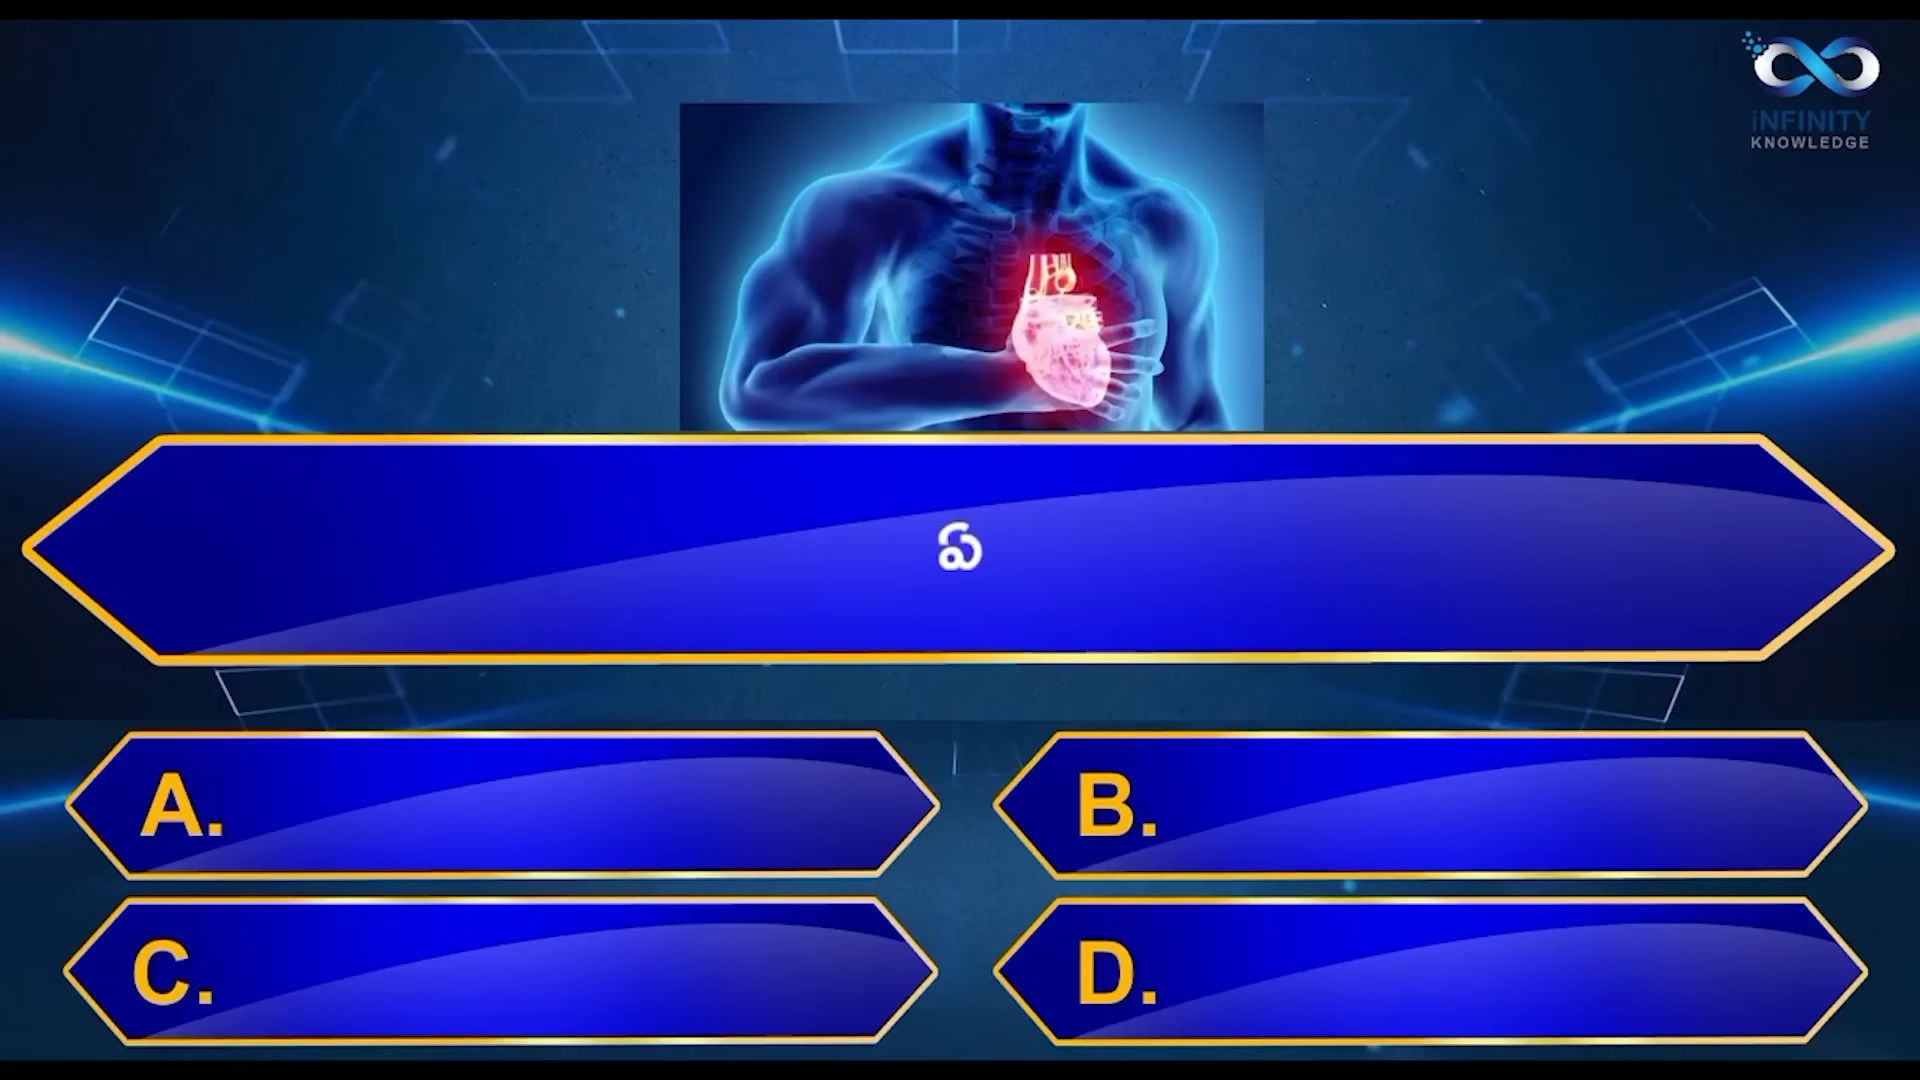 iNFINITY
KNOWLEDGE
ఏ
A.
B.
C.
D.